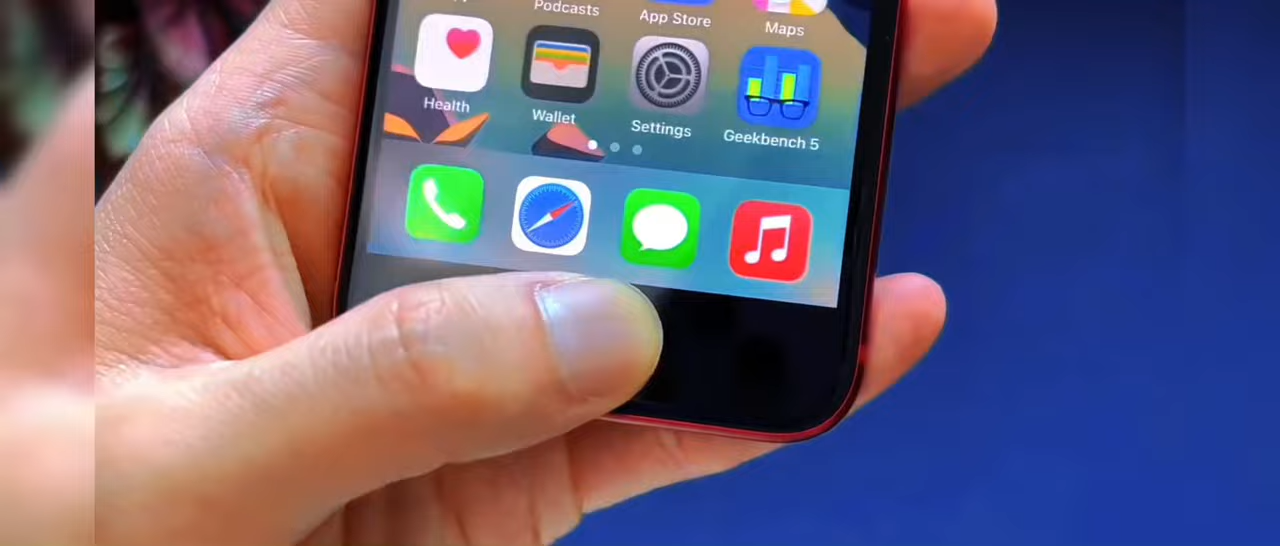 Podcasts
App Store
Maps
Health
Wallet
Settings
Geekbench 5